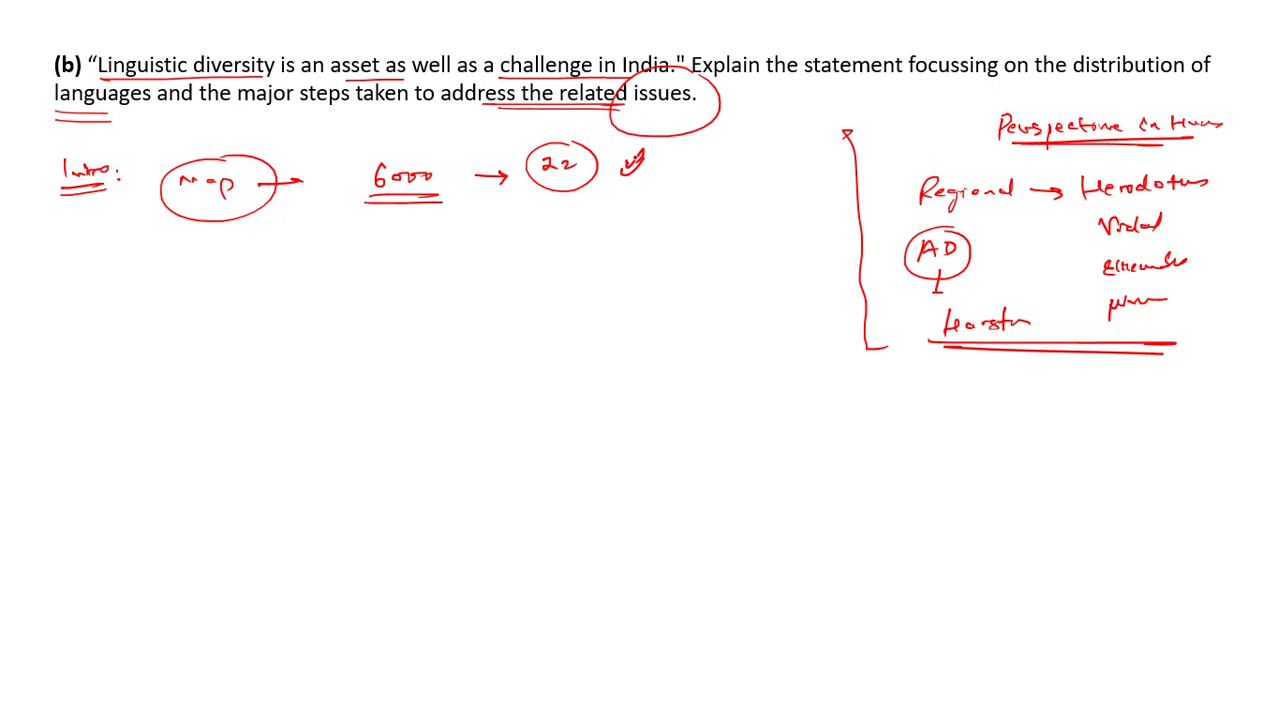 (b) “Linguistic diversity is an asset as well as a challenge in India." Explain the statement focussing on the distribution of
languages and the major steps taken to address the related issues.
Intro: Map 6000 22
Perspective in
Regional Herodotus
Vidal
AD